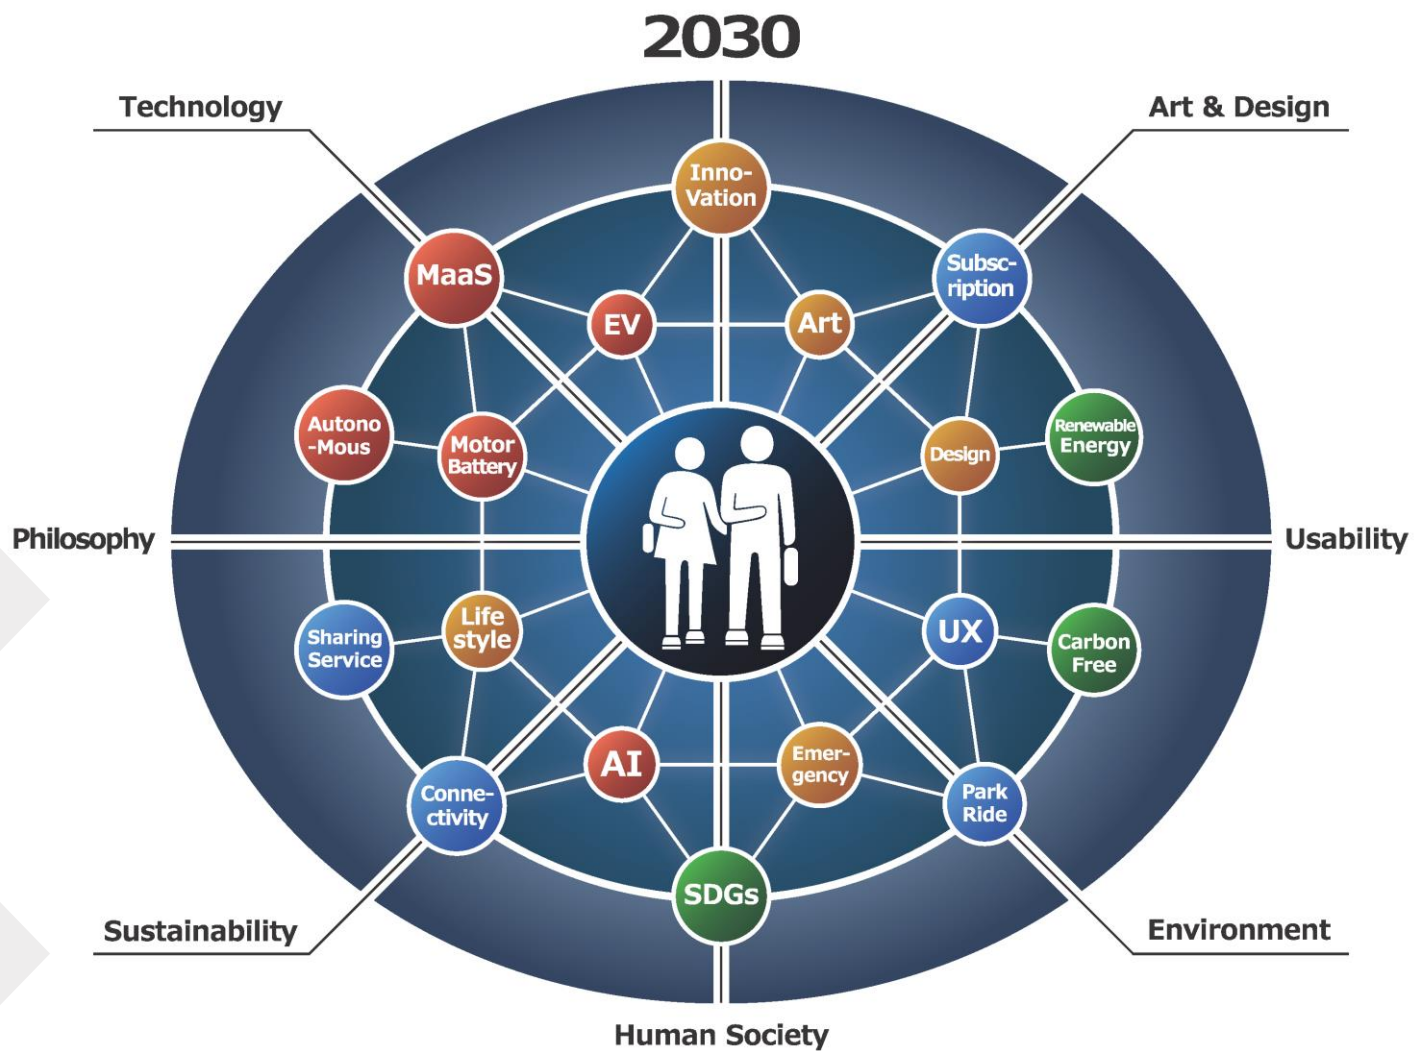 2030
Technology
Art & Design
Inno-
Vation
MaaS
Subsc-
ription
EV
Art
Autono
-Mous
Motor
Battery
Design
Renewable
Energy
Philosophy
Usability
Sharing
Service
Life
style
UX
Carbon
Free
AI
Emer-
gency
Conne-
ctivity
Park
Ride
SDGs
Sustainability
Environment
Human Society